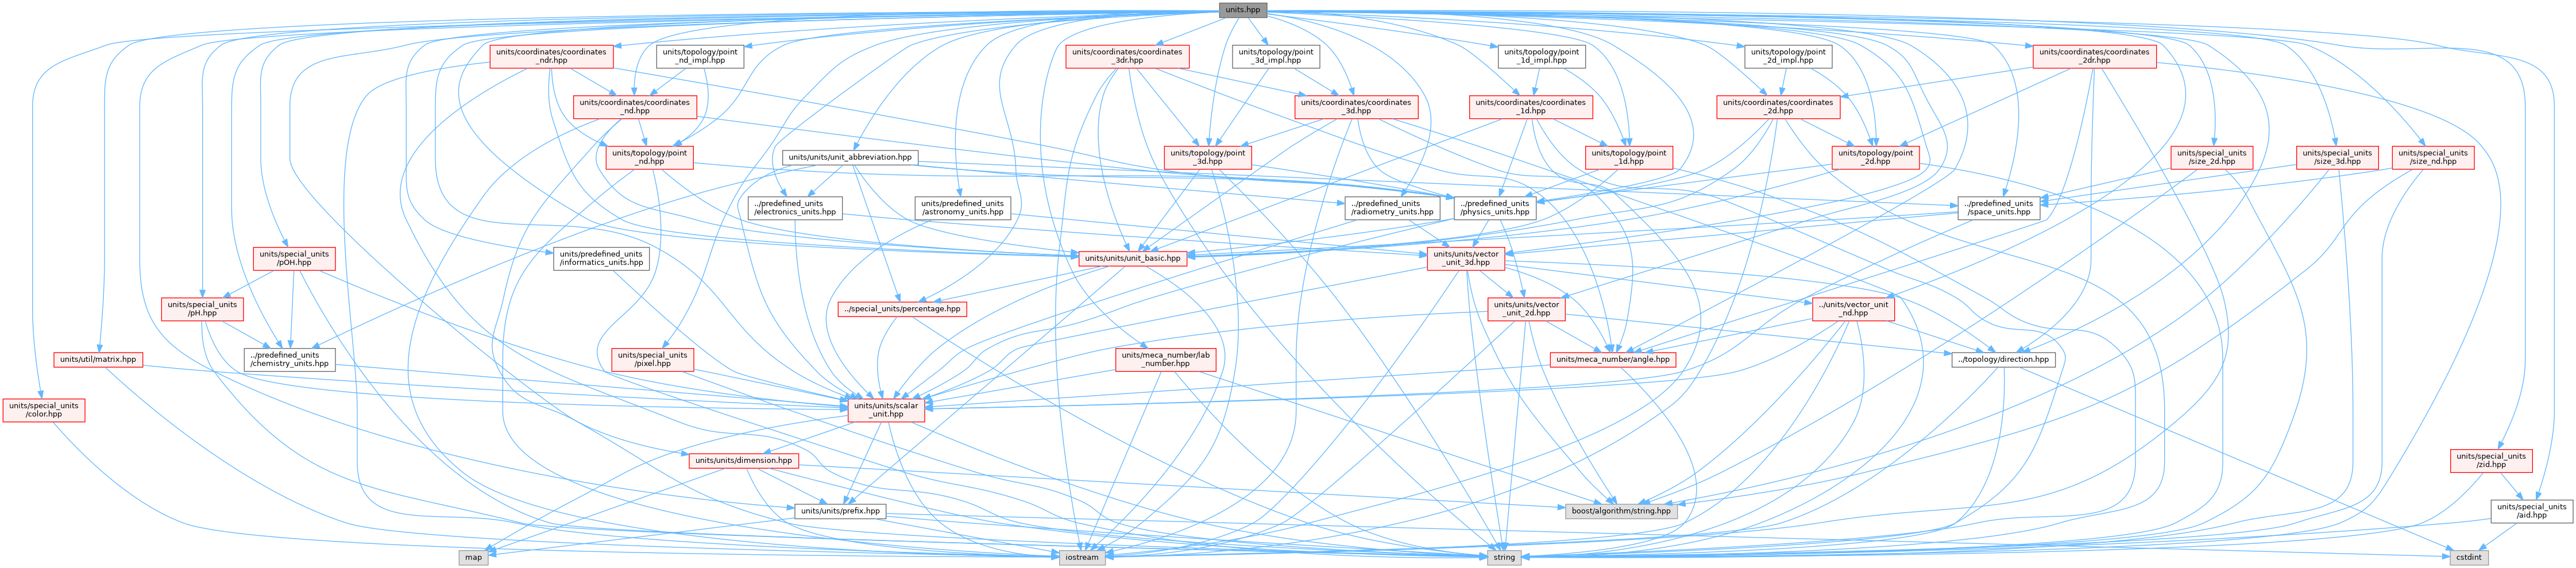 units.hpp
units/coordinates/coordinates
_ndr.hpp
units/topology/point
_nd_impl.hpp
units/coordinates/coordinates
_3dr.hpp
units/topology/point
_3d_impl.hpp
units/topology/point
_1d_impl.hpp
units/topology/point
_2d_impl.hpp
units/coordinates/coordinates
_2dr.hpp
units/coordinates/coordinates
_nd.hpp
units/coordinates/coordinates
_3d.hpp
units/coordinates/coordinates
_1d.hpp
units/coordinates/coordinates
_2d.hpp
units/topology/point
_nd.hpp
units/units/unit_abbreviation.hpp
units/topology/point
_3d.hpp
units/topology/point
_1d.hpp
units/topology/point
_2d.hpp
units/special_units
/size_2d.hpp
units/special_units
/size_3d.hpp
units/special_units
/size_nd.hpp
../predefined_units
/electronics_units.hpp
units/predefined_units
/astronomy_units.hpp
../predefined_units
/radiometry_units.hpp
../predefined_units
/physics_units.hpp
../predefined_units
/space_units.hpp
units/special_units
/pOH.hpp
units/predefined_units
/informatics_units.hpp
units/units/unit_basic.hpp
units/units/vector
_unit_3d.hpp
units/special_units
/pH.hpp
../special_units/percentage.hpp
units/units/vector
_unit_2d.hpp
../units/vector_unit
_nd.hpp
units/util/matrix.hpp
../predefined_units
/chemistry_units.hpp
units/special_units
/pixel.hpp
units/meca_number/lab
_number.hpp
units/meca_number/angle.hpp
../topology/direction.hpp
units/special_units
/color.hpp
units/units/scalar
_unit.hpp
units/units/dimension.hpp
units/special_units
/zid.hpp
units/units/prefix.hpp
boost/algorithm/string.hpp
units/special_units
/aid.hpp
map
iostream
string
cstdint